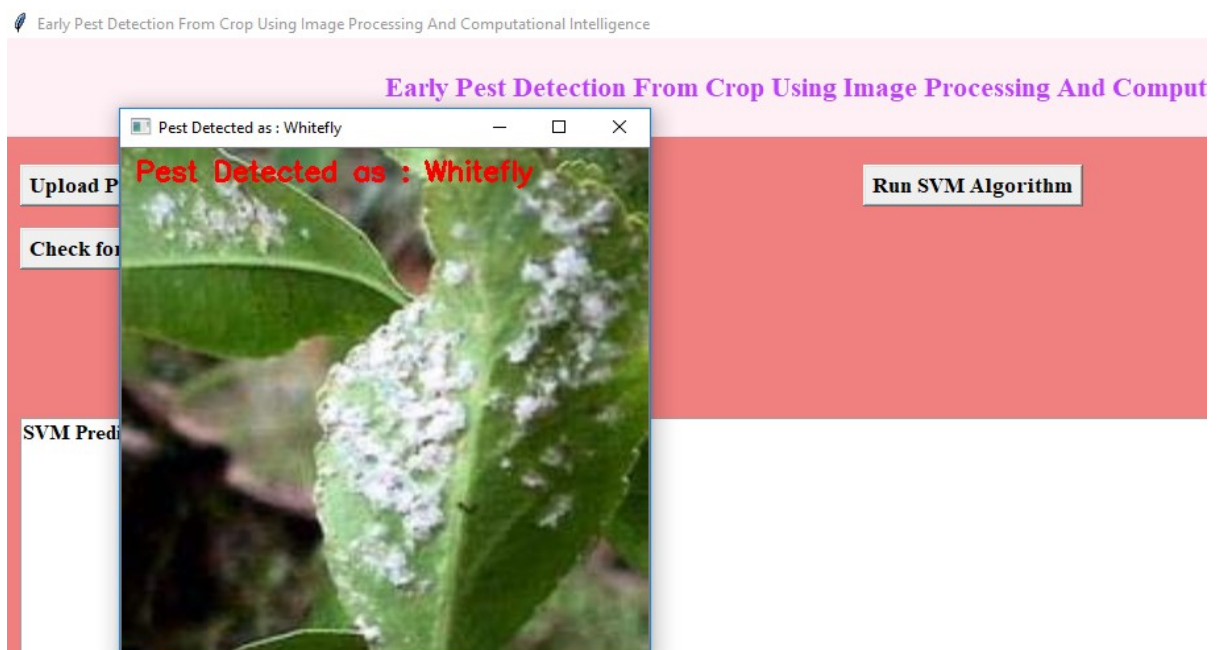 Early Pest Detection From Crop Using Image Processing And Computational Intelligence
Early Pest Detection From Crop Using Image Processing And Comput
Pest Detected as : Whitefly
Pest Detected as : Whitefly
Upload P
Run SVM Algorithm
Check for
SVM Predi